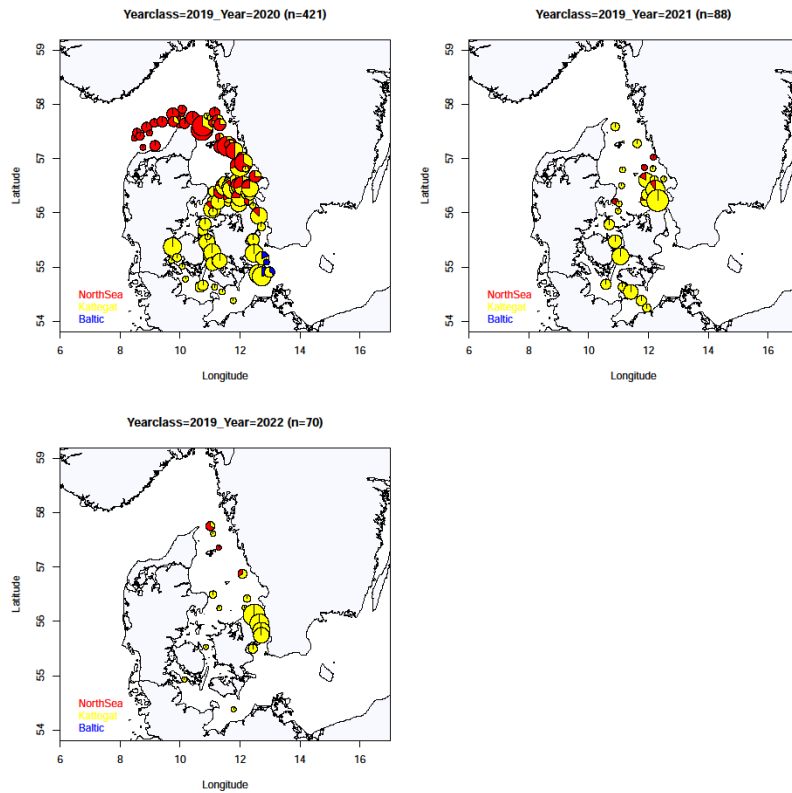 Yearclass=2019_Year=2020 (n=421)
Latitude
59
58
57
56
55
54
NorthSea
Kattegat
Baltic
6 8 10 12 14 16
Longitude
Yearclass=2019_Year=2021 (n=88)
Latitude
59
58
57
56
55
54
NorthSea
Kattegat
Baltic
6 8 10 12 14 16
Longitude
Yearclass=2019_Year=2022 (n=70)
Latitude
59
58
57
56
55
54
NorthSea
Kattegat
Baltic
6 8 10 12 14 16
Longitude